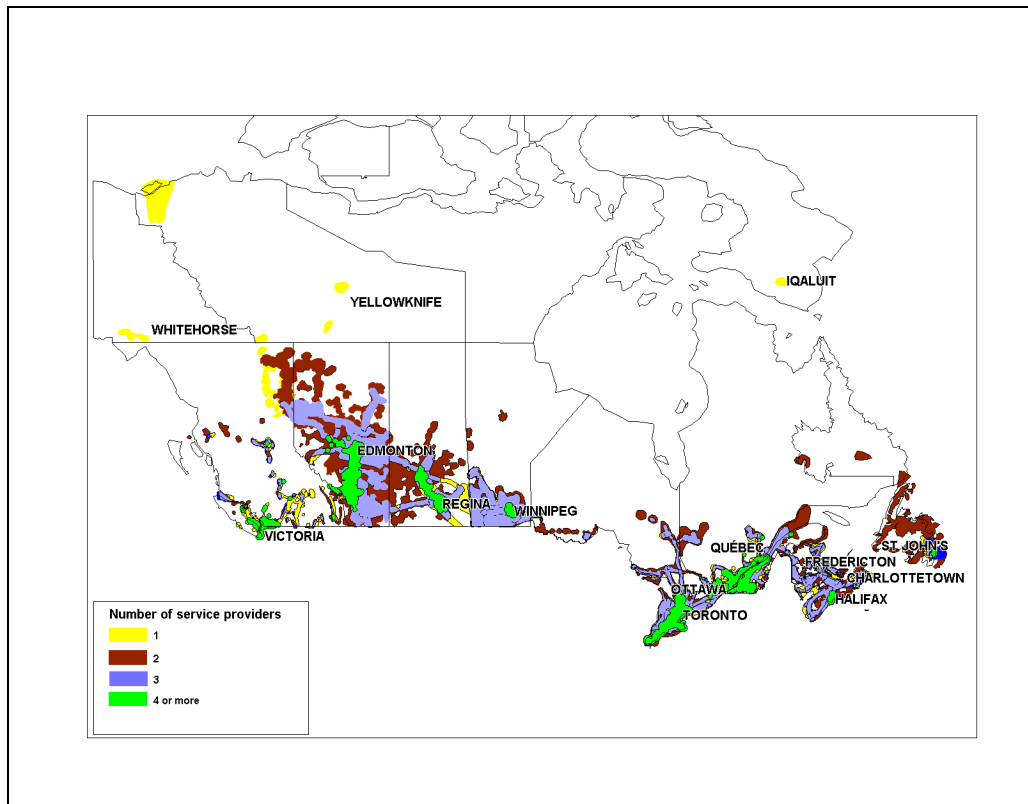 IQALUIT
YELLOWKNIFE
WHITEHORSE
EDMONTON
REGINA
WINNIPEG
VICTORIA
QUÉBEC
ST JOHN'S
FREDERICTON
CHARLOTTETOWN
OTTAWA
HALIFAX
TORONTO
Number of service providers
1
2
3
4 or more